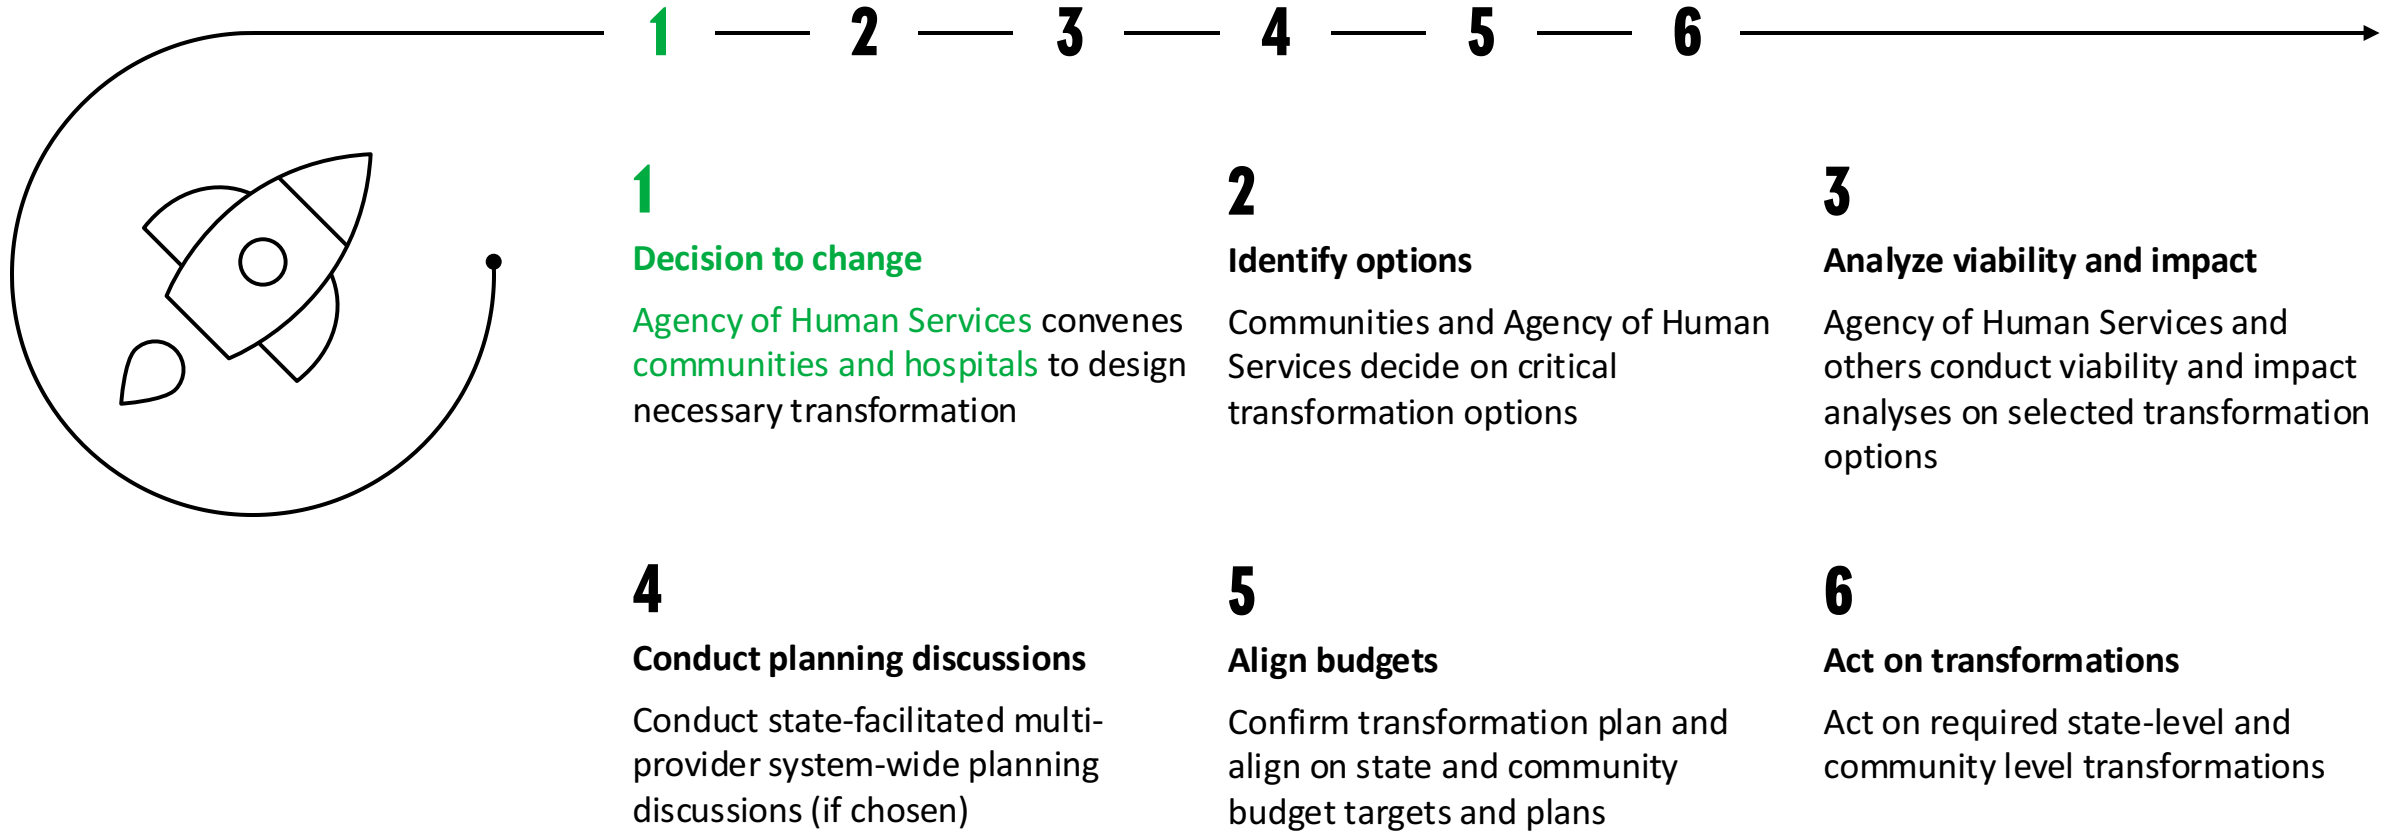 1 2 3 4 5 6
1
Decision to change
Agency of Human Services convenes
communities and hospitals to design
necessary transformation
2
Identify options
Communities and Agency of Human
Services decide on critical
transformation options
3
Analyze viability and impact
Agency of Human Services and
others conduct viability and impact
analyses on selected transformation
options
4
Conduct planning discussions
Conduct state-facilitated multi-
provider system-wide planning
discussions (if chosen)
5
Align budgets
Confirm transformation plan and
align on state and community
budget targets and plans
6
Act on transformations
Act on required state-level and
community level transformations